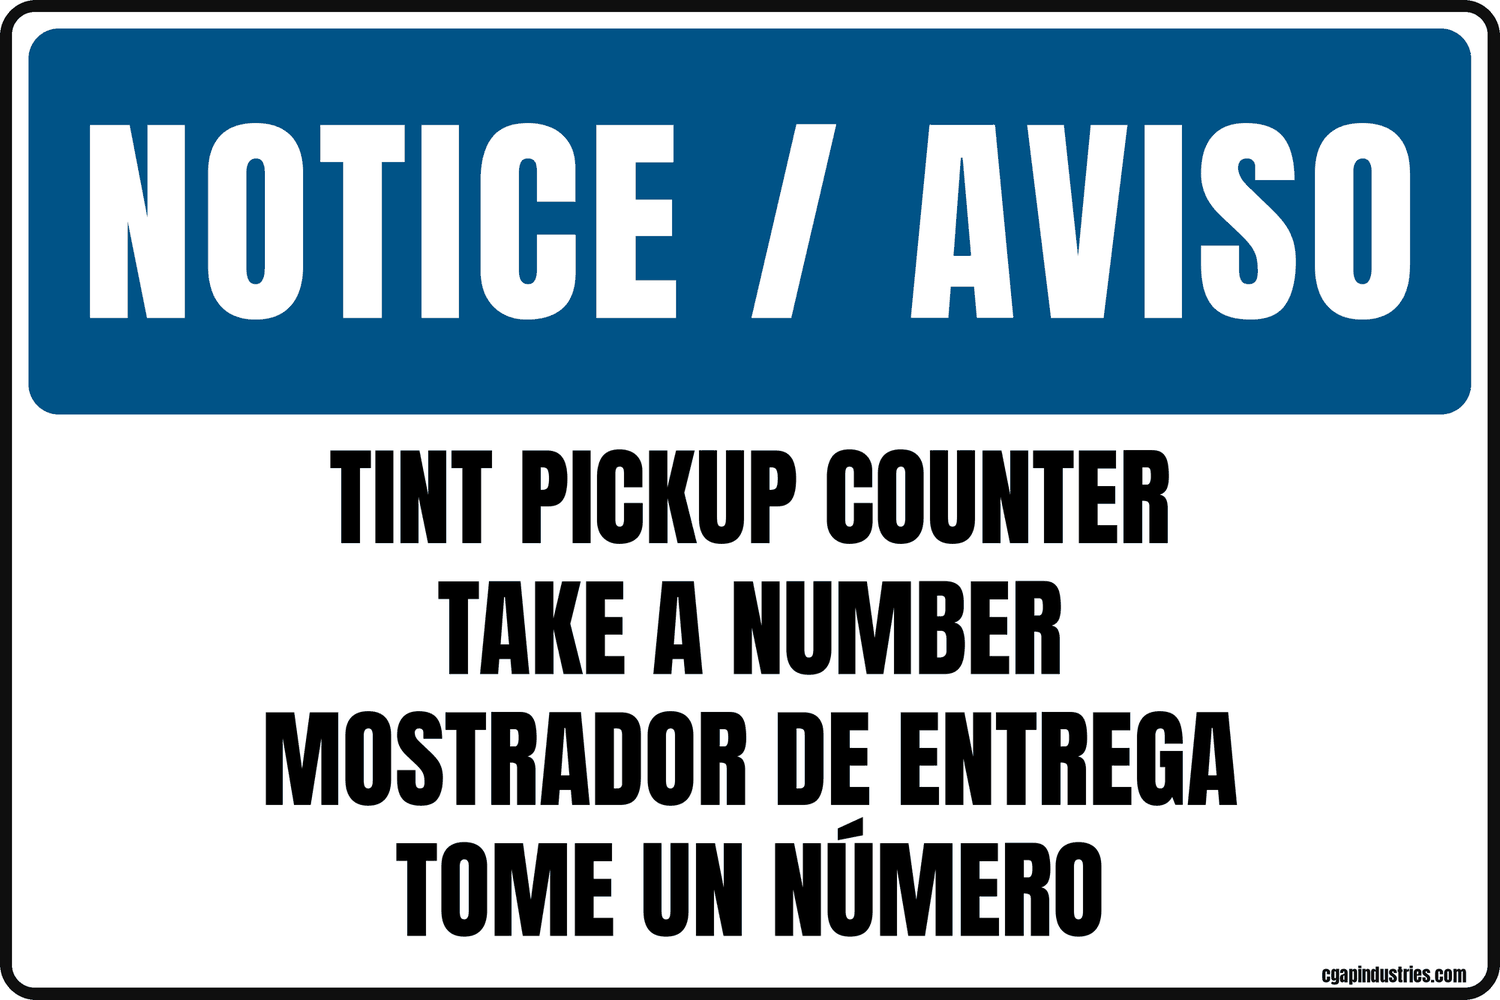 NOTICE / AVISO
TINT PICKUP COUNTER
TAKE A NUMBER
MOSTRADOR DE ENTREGA
TOME UN NÚMERO
cgapindustries.com